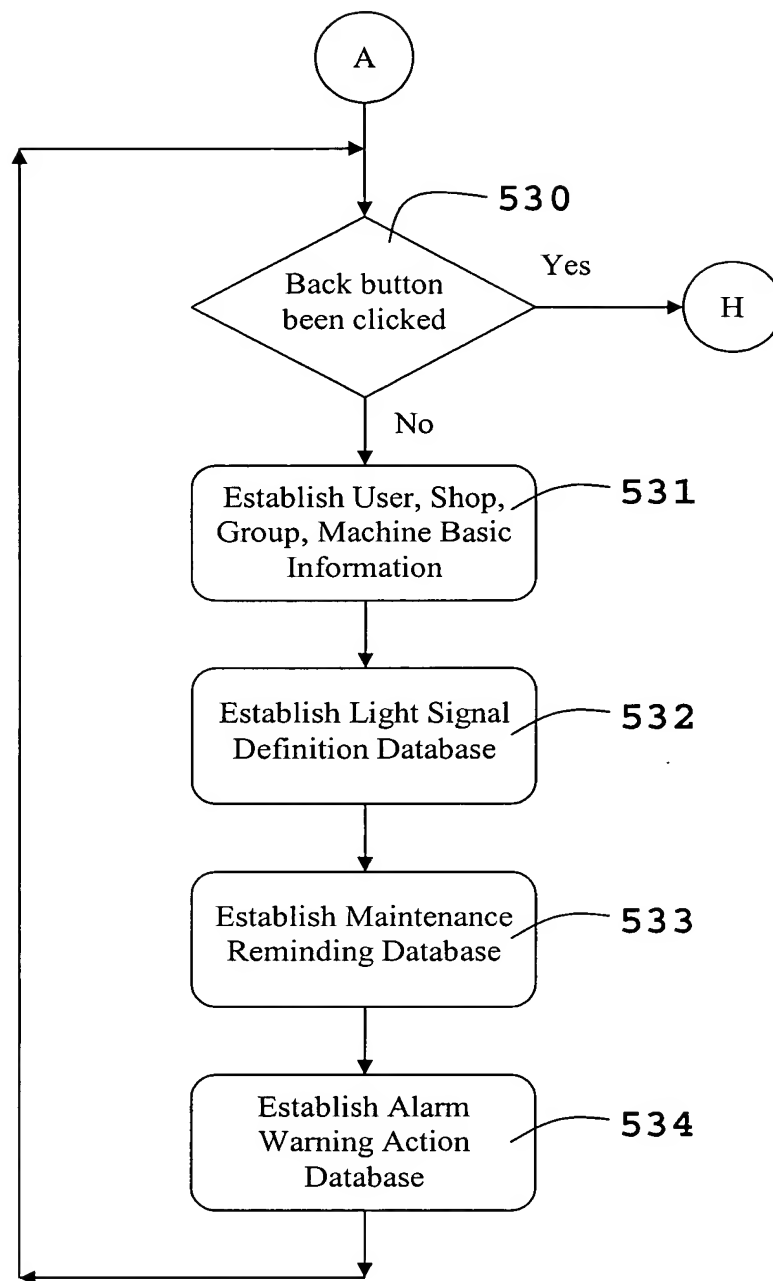 A
530
Back button
been clicked
Yes
H
No
Establish User, Shop,
Group, Machine Basic
Information
531
Establish Light Signal
Definition Database
532
Establish Maintenance
Reminding Database
533
Establish Alarm
Warning Action
Database
534